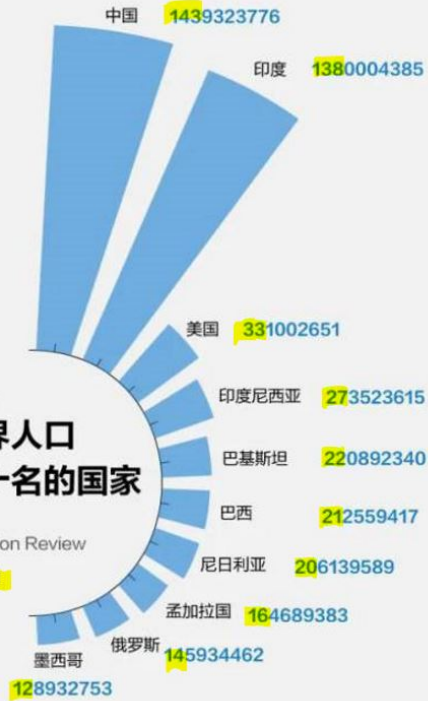 中国 1439323776
印度 1380004385
美国 331002651
印度尼西亚 273523615
巴基斯坦 220892340
巴西 212559417
尼日利亚 206139589
孟加拉国 164689383
俄罗斯 145934462
墨西哥
128932753
界人口
十名的国家
on Review